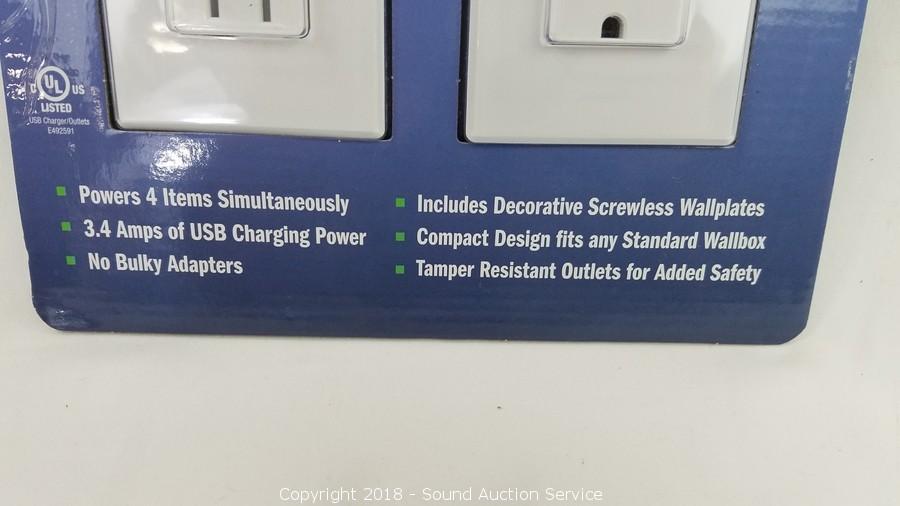 C UL US
LISTED
USB Charger/Outlets
E492591
Powers 4 Items Simultaneously
3.4 Amps of USB Charging Power
No Bulky Adapters
Includes Decorative Screwless Wallplates
Compact Design fits any Standard Wallbox
Tamper Resistant Outlets for Added Safety
Copyright 2018 - Sound Auction Service